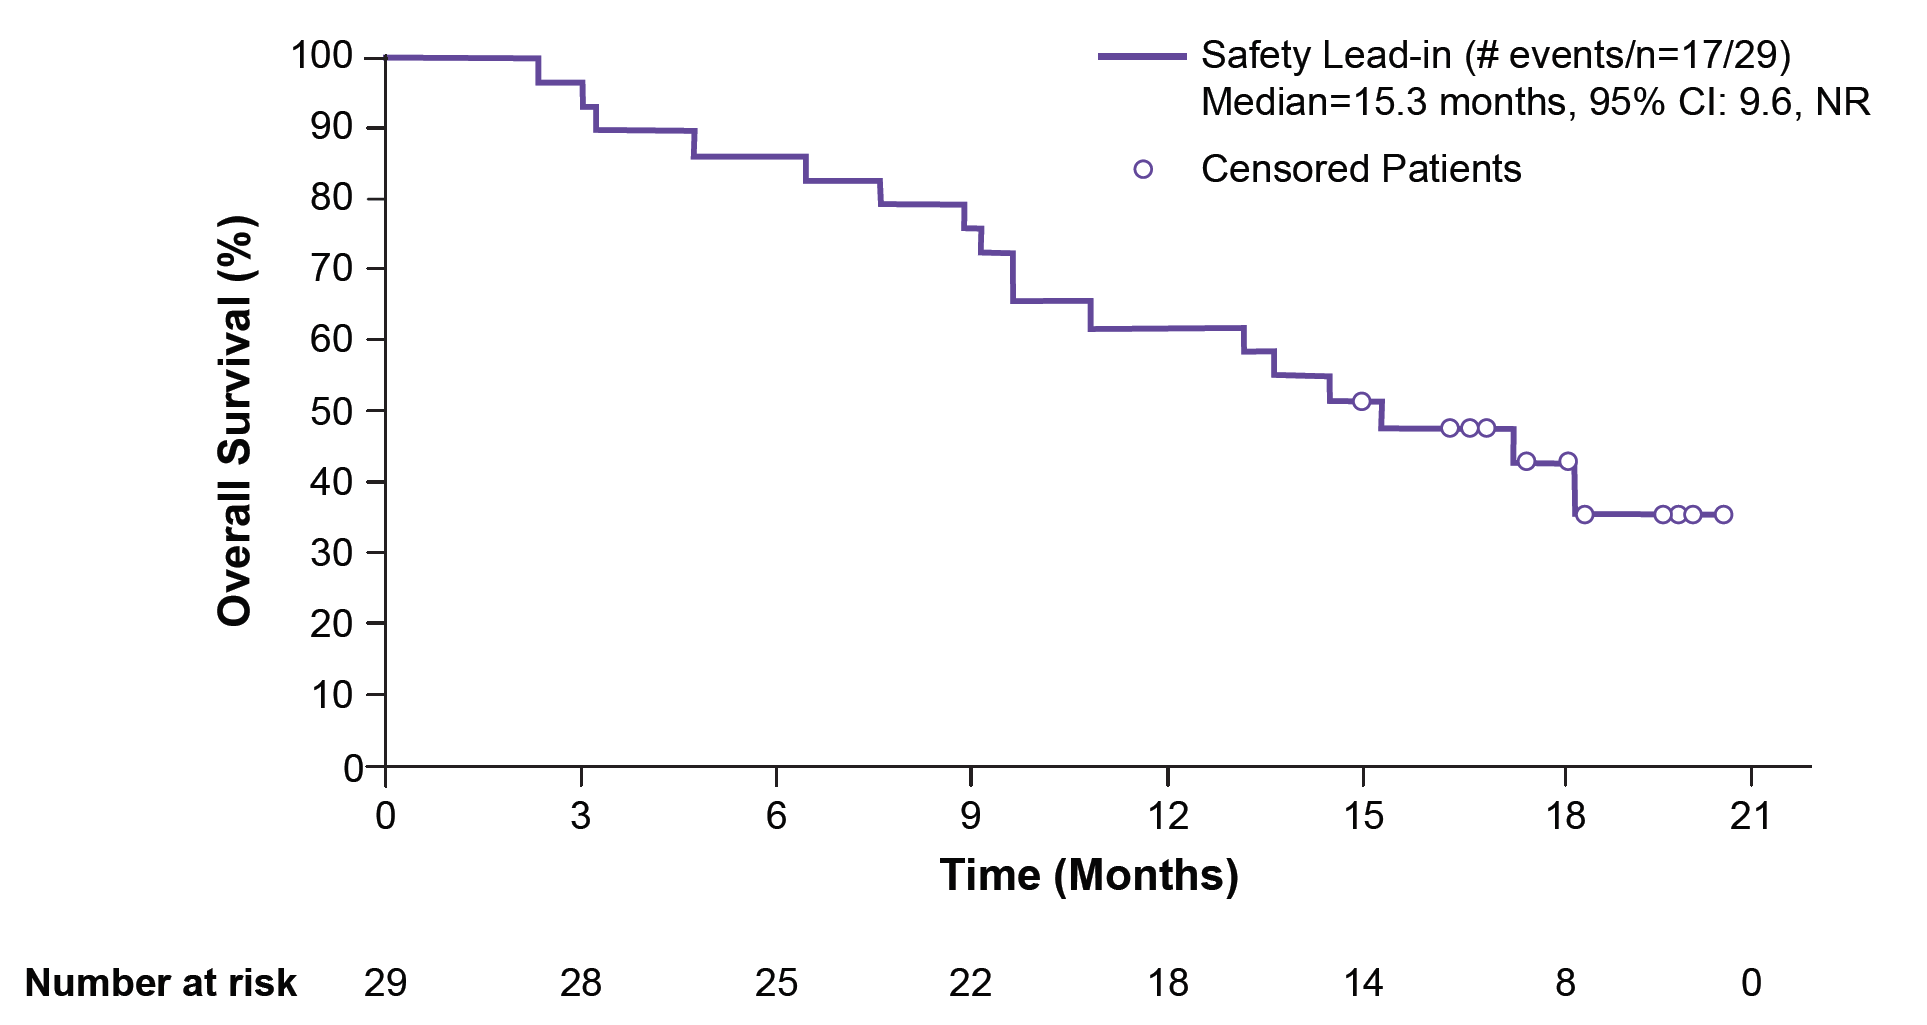 Safety Lead-in (# events/n=17/29)
Median=15.3 months, 95% CI: 9.6, NR
Censored Patients
Overall Survival (%)
100
90
80
70
60
50
40
30
20
10
0
0 3 6 9 12 15 18 21
Time (Months)
Number at risk 29 28 25 22 18 14 8 0